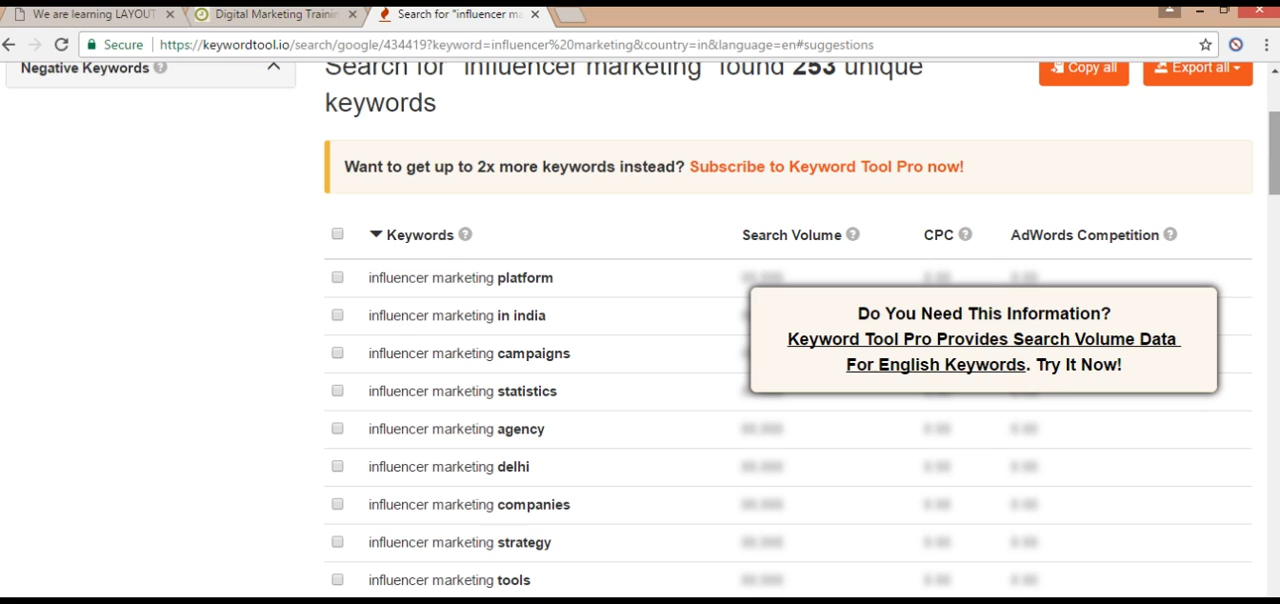 We are learning LAYOUT
Digital Marketing Trainin
Search for "influencer ma
Secure
https://keywordtool.io/search/google/434419?keyword=influencer%20marketing&country=in&language=en#suggestions
Negative Keywords
Search for "influencer marketing" found 253 unique
keywords
Copy all
Export all
Want to get up to 2x more keywords instead? Subscribe to Keyword Tool Pro now!
Keywords Search Volume CPC AdWords Competition
influencer marketing platform
influencer marketing in india
influencer marketing campaigns
influencer marketing statistics
influencer marketing agency
influencer marketing delhi
influencer marketing companies
influencer marketing strategy
influencer marketing tools
Do You Need This Information?
Keyword Tool Pro Provides Search Volume Data
For English Keywords. Try It Now!